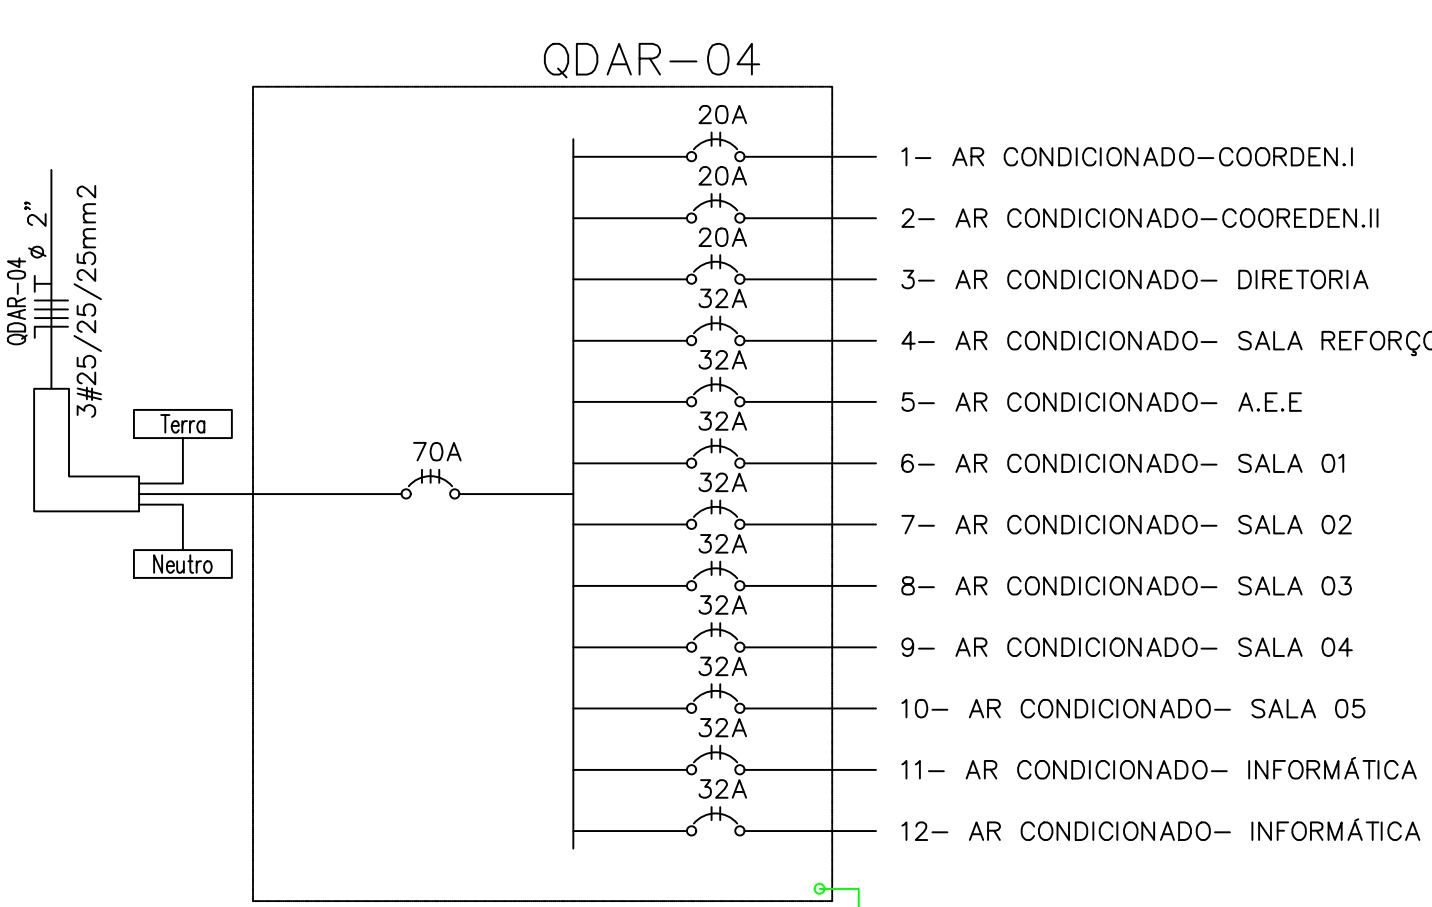 QDAR-04
20A
1- AR CONDICIONADO-COORDEN.I
20A
2- AR CONDICIONADO-COOREDEN.II
20A
3- AR CONDICIONADO- DIRETORIA
32A
4- AR CONDICIONADO- SALA REFORÇO
32A
5- AR CONDICIONADO- A.E.E
32A
6- AR CONDICIONADO- SALA 01
32A
7- AR CONDICIONADO- SALA 02
32A
8- AR CONDICIONADO- SALA 03
32A
9- AR CONDICIONADO- SALA 04
32A
10- AR CONDICIONADO- SALA 05
32A
11- AR CONDICIONADO- INFORMÁTICA
32A
12- AR CONDICIONADO- INFORMÁTICA
70A
QDAR-04
ø 2"
3#25/25/25mm2
Terra
Neutro